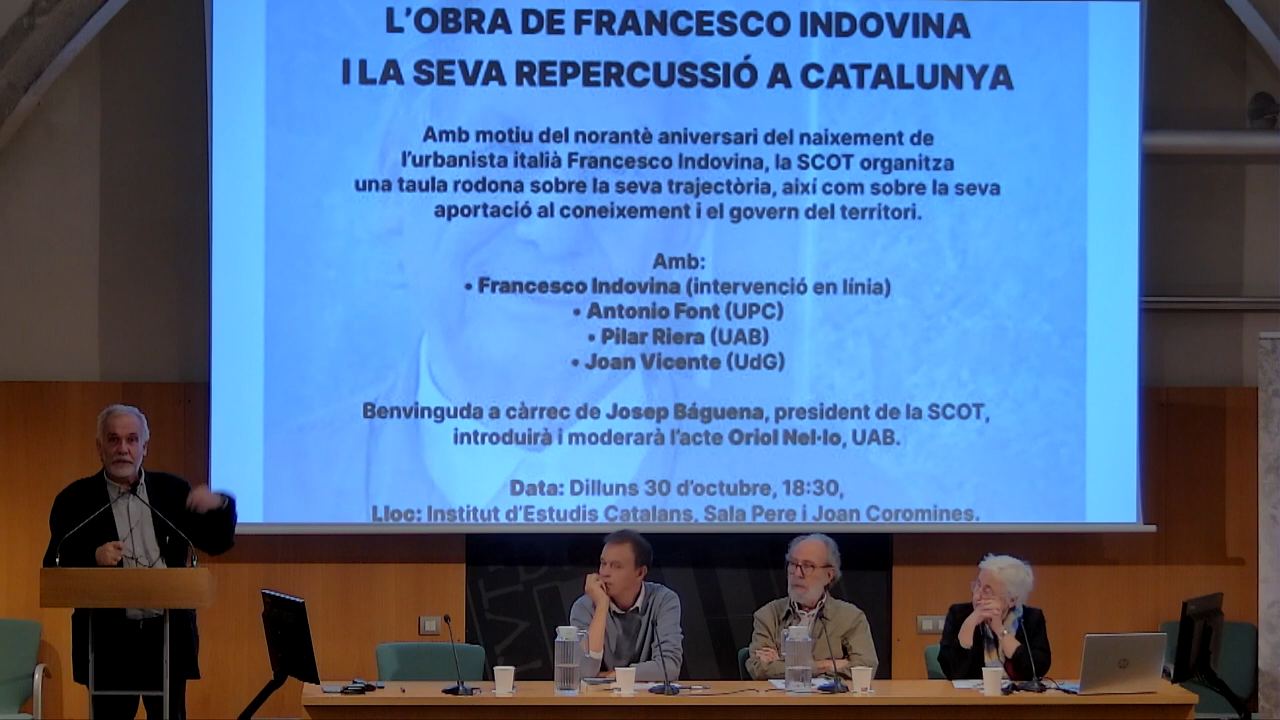 L'OBRA DE FRANCESCO INDOVINA
I LA SEVA REPERCUSSIÓ A CATALUNYA
Amb motiu del norantè aniversari del naixement de
l'urbanista italià Francesco Indovina, la SCOT organitza
una taula rodona sobre la seva trajectòria, així com sobre la seva
aportació al coneixement i el govern del territori.
Amb:
• Francesco Indovina (intervenció en línia)
• Antonio Font (UPC)
• Pilar Riera (UAB)
• Joan Vicente (UdG)
Benvinguda a càrrec de Josep Báguena, president de la SCOT,
introduirà i moderarà l'acte Oriol Nel·lo, UAB.
Data: Dilluns 30 d'octubre, 18:30,
Lloc: Institut d'Estudis Catalans, Sala Pere i Joan Coromines.
hp